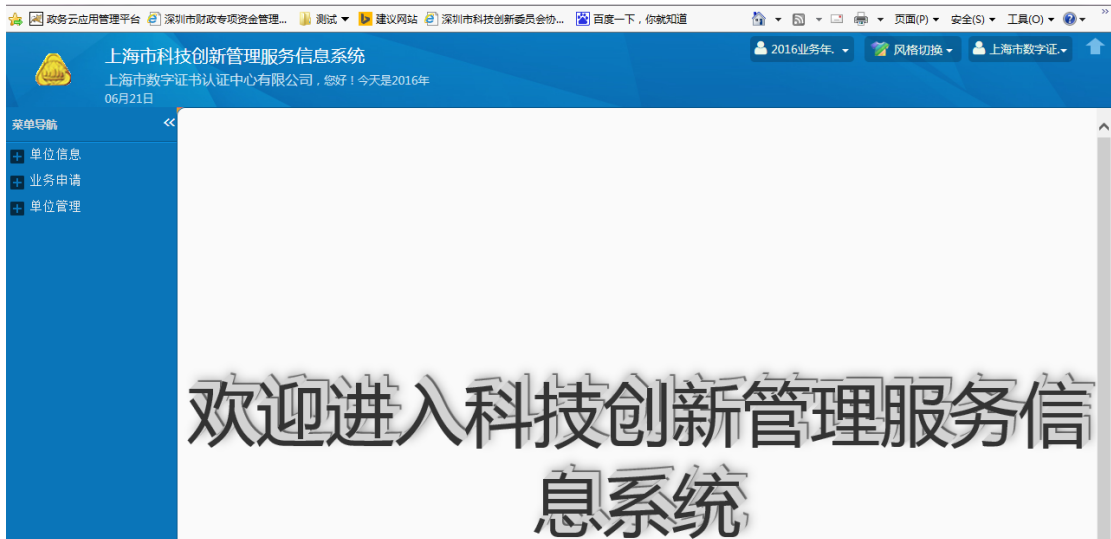 政务云应用管理平台 深圳市财政专项资金管理... 测试 建议网站 深圳市科技创新委员会协... 百度一下，你就知道 页面(P) 安全(S) 工具(O)
上海市科技创新管理服务信息系统 2016业务年. 风格切换 上海市数字证.
上海市数字证书认证中心有限公司，您好！今天是2016年
06月21日
菜单导航
单位信息
业务申请
单位管理
欢迎进入科技创新管理服务信
息系统